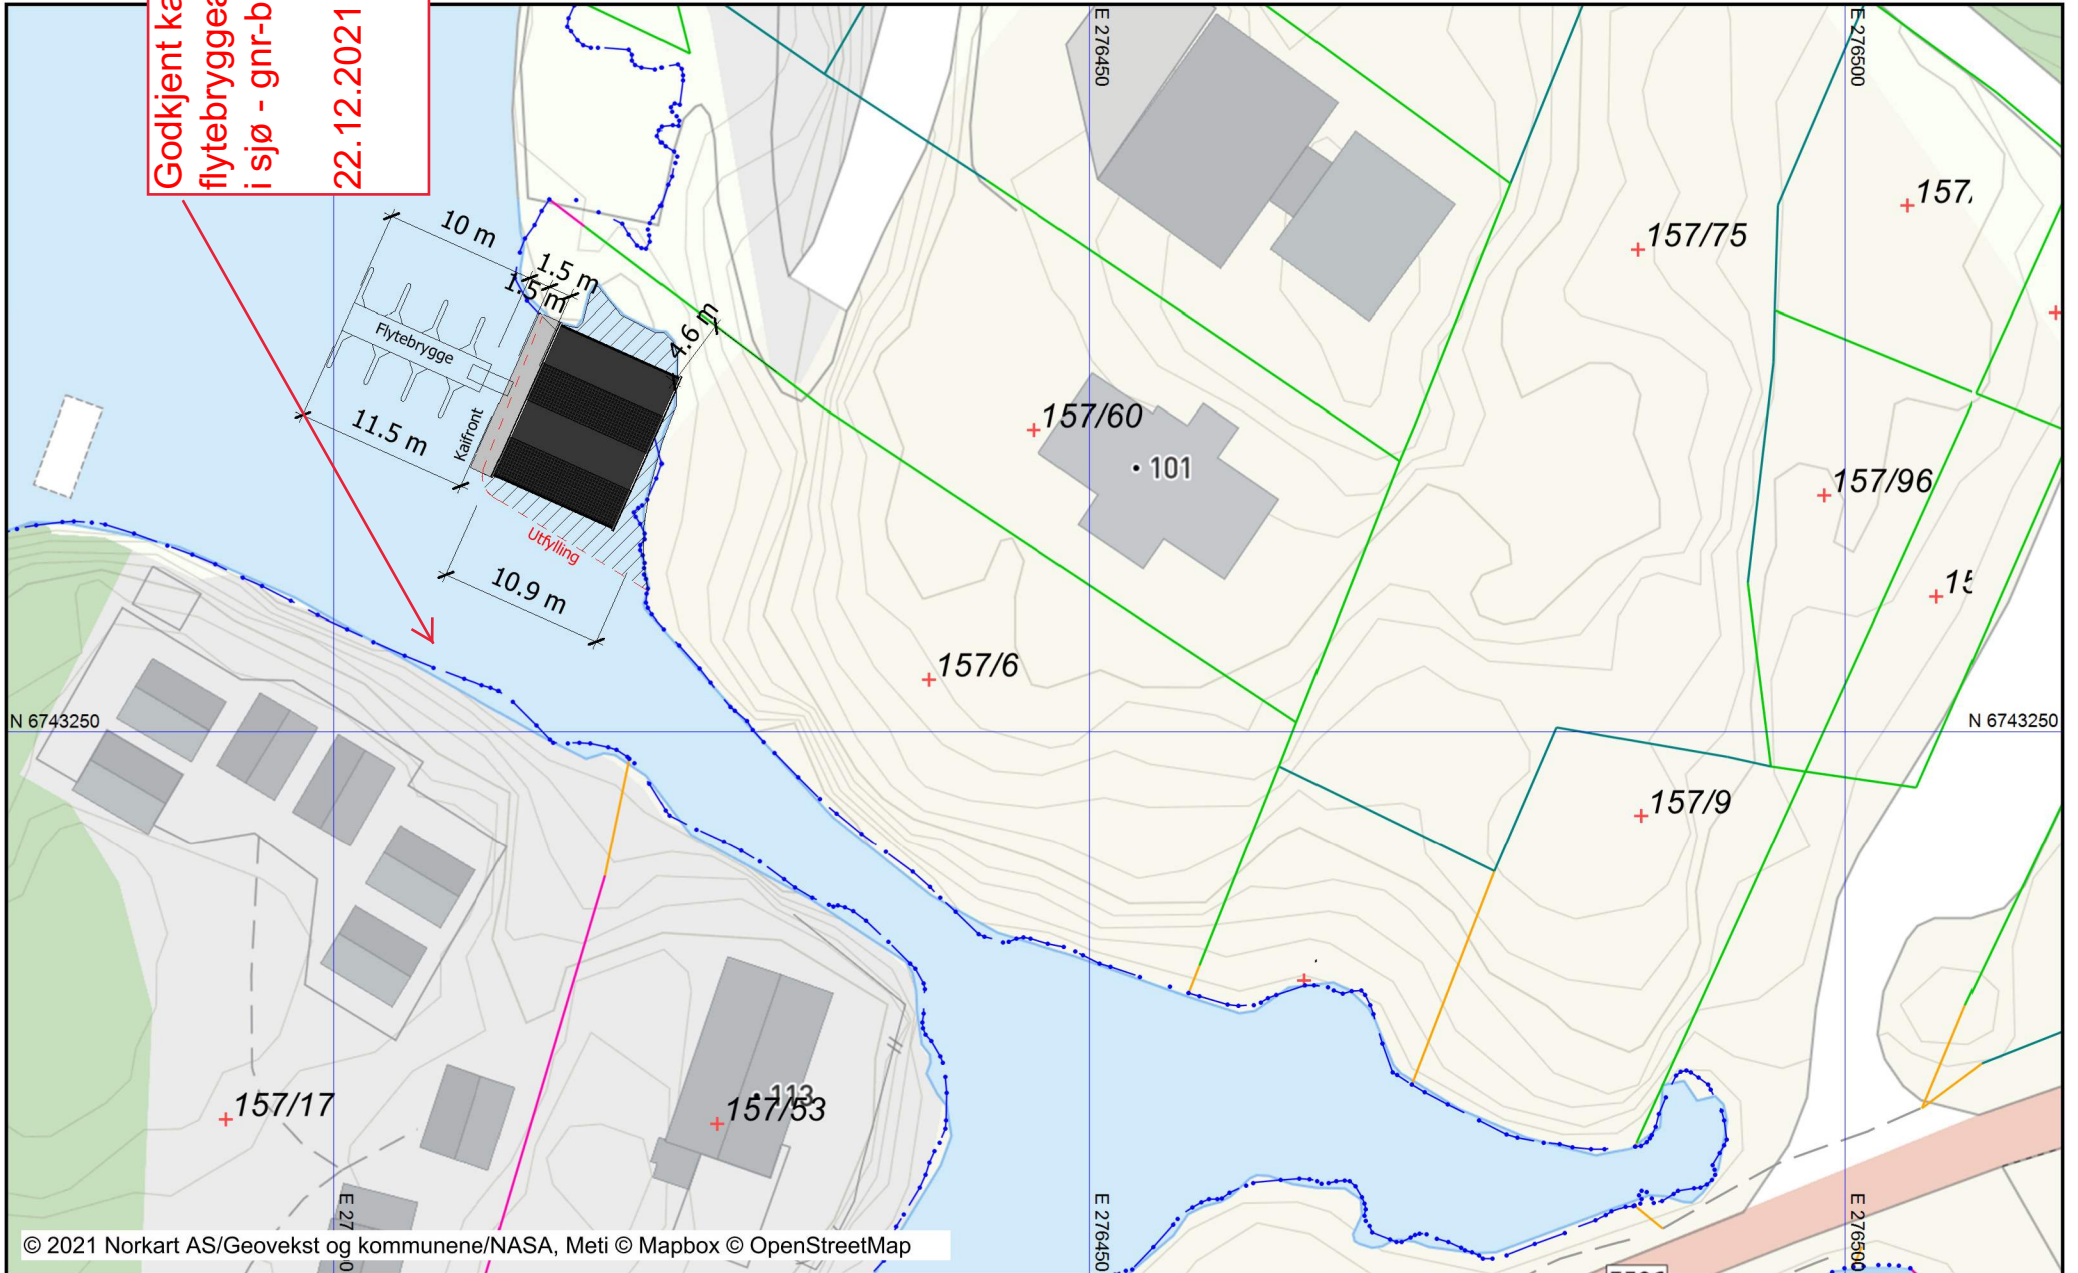 Godkjent ka
flytebryggea
i sjø - gnr-b
22.12.2021
E 276450
E 276500
157/75
10 m
1.5 m
1.5 m
4.6 m
Flytebrygge
Kaifront
11.5 m
Utfylling
10.9 m
157/60
101
157/96
15
157/6
N 6743250
N 6743250
157/9
157/17
113
157/53
E 276450
E 276500
© 2021 Norkart AS/Geovekst og kommunene/NASA, Meti © Mapbox © OpenStreetMap